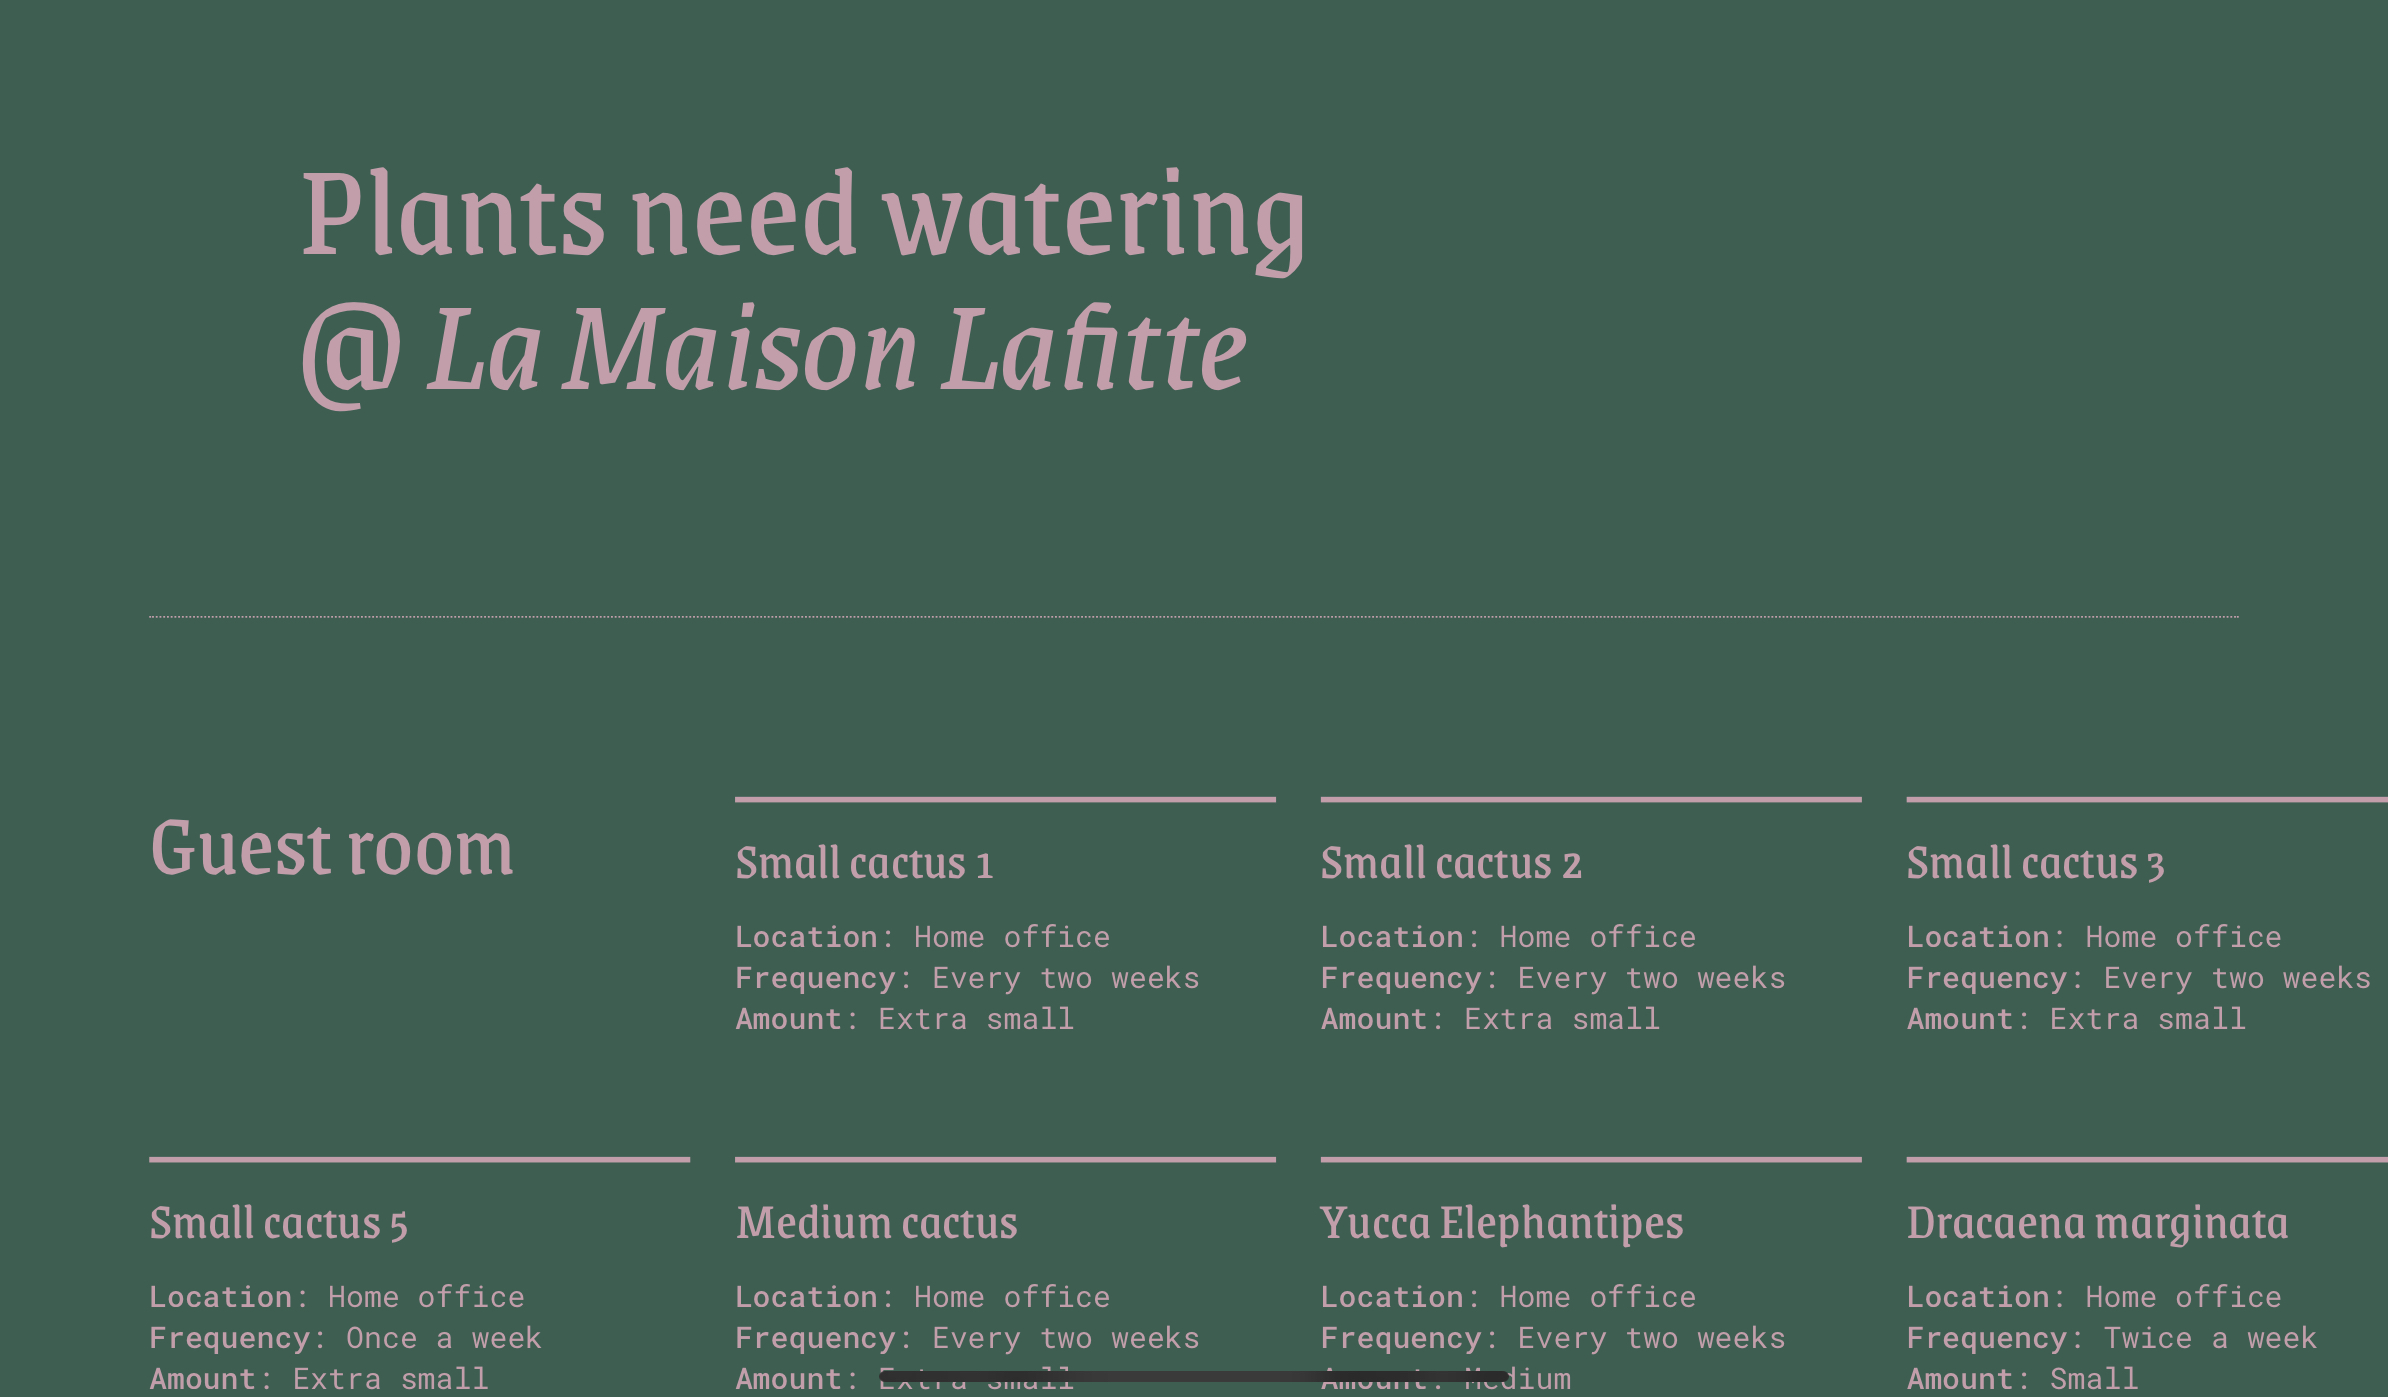 Plants need watering
@ La Maison Lafitte
Guest room
Small cactus 1
Location: Home office
Frequency: Every two weeks
Amount: Extra small
Small cactus 2
Location: Home office
Frequency: Every two weeks
Amount: Extra small
Small cactus 3
Location: Home office
Frequency: Every two weeks
Amount: Extra small
Small cactus 5
Location: Home office
Frequency: Once a week
Amount: Extra small
Medium cactus
Location: Home office
Frequency: Every two weeks
Amount: Extra small
Yucca Elephantipes
Location: Home office
Frequency: Every two weeks
Amount: Medium
Dracaena marginata
Location: Home office
Frequency: Twice a week
Amount: Small